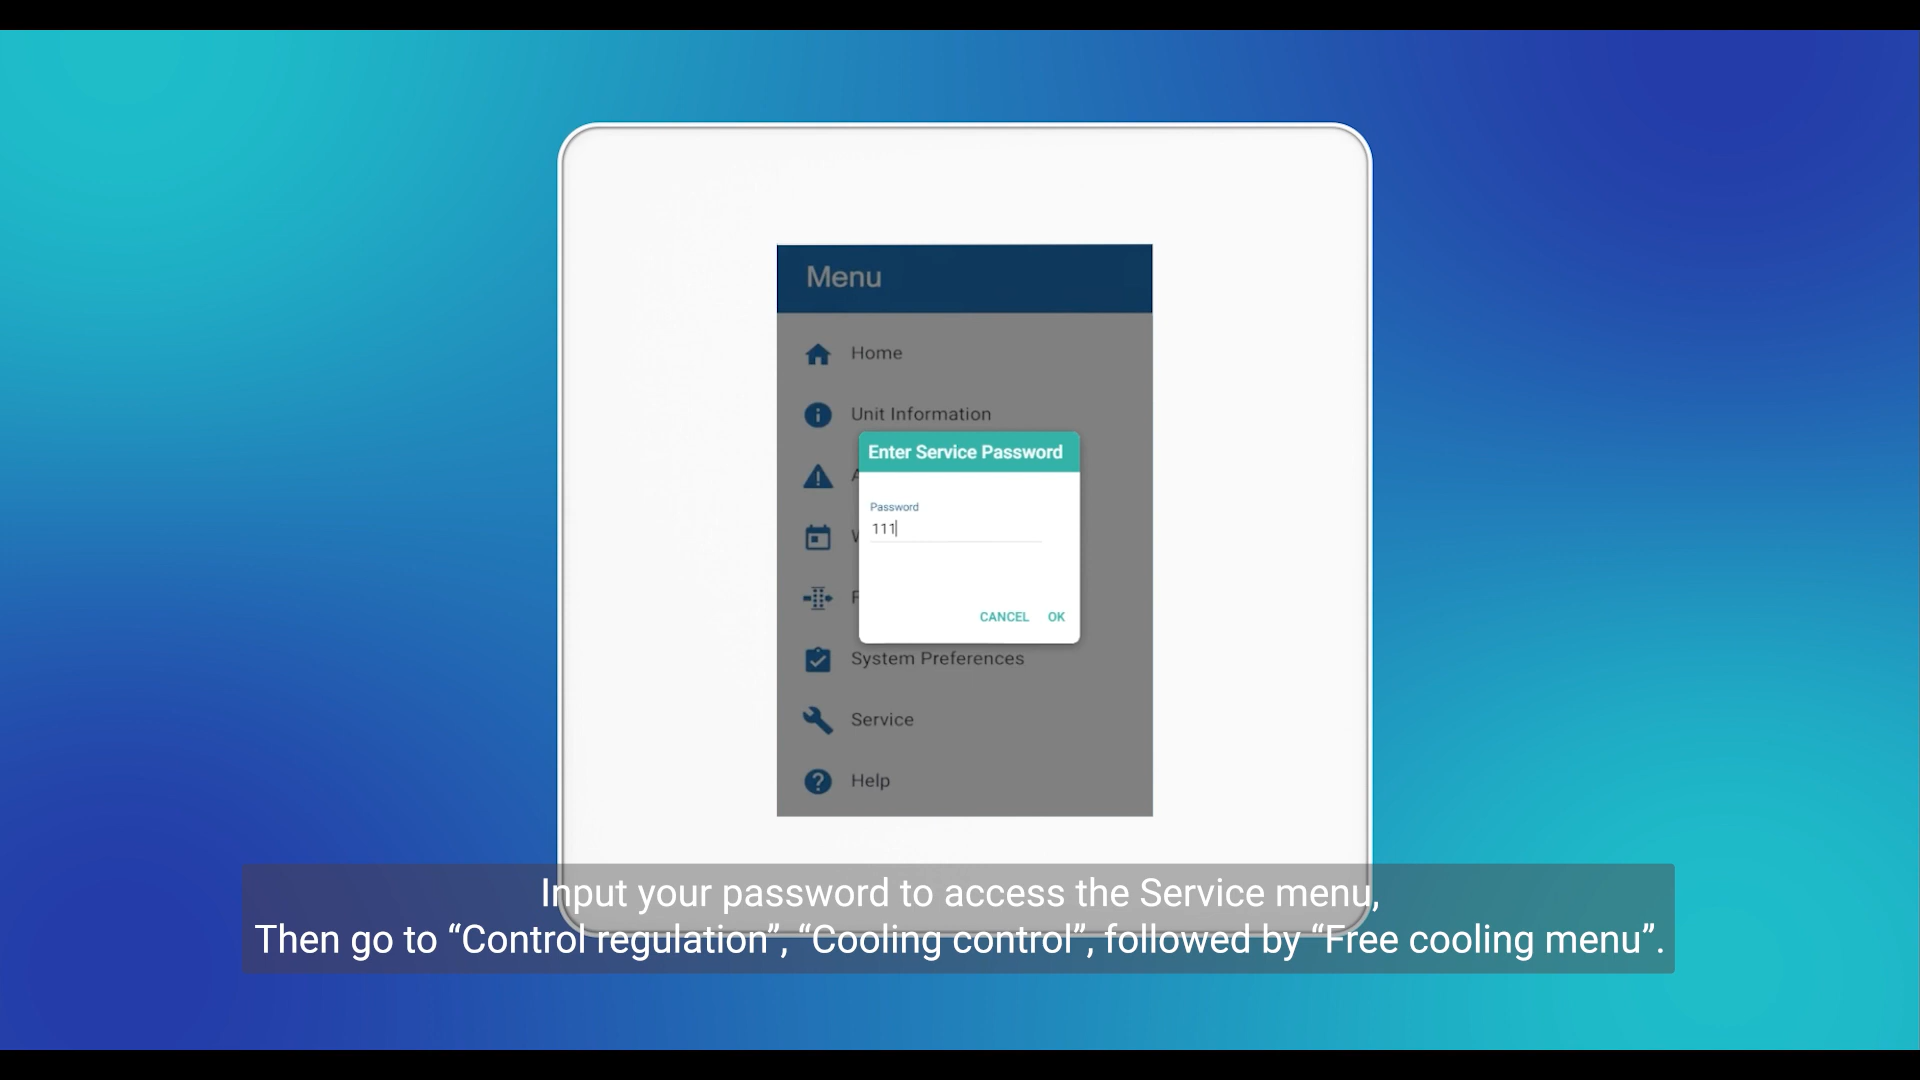 Menu
Home
Unit Information
Enter Service Password
Password
111
CANCEL OK
System Preferences
Service
Help
Input your password to access the Service menu,
Then go to “Control regulation”, “Cooling control”, followed by “Free cooling menu”.